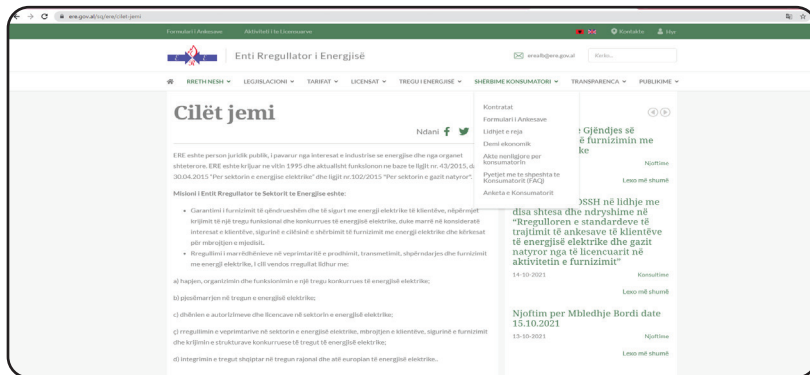 ere.gov.al/sq/ere/cilet-jemi
Formulari i Ankesave
Aktiviteti i te Licensuarve
Kontakte
Hyr
Enti Rregullator i Energjisë
erealb@ere.gov.al
Kërko..
RRETH NESH
LEGJISLACIONI
TARIFAT
LICENSAT
TREGU I ENERGJISË
SHËRBIME KONSUMATORI
TRANSPARENCA
PUBLIKIME
Kontratat
Formulari i Ankesave
Lidhjet e reja
Demi ekonomik
Akte nenligjore per
konsumatorin
Pyetjet me te shpeshta te
Konsumatorit (FAQ)
Anketa e Konsumatorit
Cilët jemi
Ndani
ERE eshte person juridik publik, i pavarur nga interesat e industrise se energjise dhe nga organet
shteterore. ERE eshte krijuar ne vitin 1995 dhe aktualisht funksionon ne baze te ligjit nr. 43/2015, d
30.04.2015 "Per sektorin e energjise elektrike" dhe ligjit nr.102/2015 "Per sektorin e gazit natyror".
Misioni i Entit Rregullator te Sektorit te Energjise eshte:
• Garantimi i furnizimit të qëndrueshëm dhe të sigurt me energji elektrike të klientëve, nëpërmjet
krijimit të një tregu funksional dhe konkurrues të energjisë elektrike, duke marrë në konsideratë
interesat e klientëve, sigurinë e cilësinë e shërbimit të furnizimit me energji elektrike dhe kërkesat
për mbrojtjen e mjedisit.
• Rregullimi i marrëdhënieve në veprimtaritë e prodhimit, transmetimit, shpërndarjes dhe furnizimit
me energji elektrike, i cili vendos rregullat lidhur me:
a) hapjen, organizimin dhe funksionimin e një tregu konkurrues të energjisë elektrike;
b) pjesëmarrjen në tregun e energjisë elektrike;
c) dhënien e autorizimeve dhe licencave në sektorin e energjisë elektrike;
ç) rregullimin e veprimtarive në sektorin e energjisë elektrike, mbrojtjen e klientëve, sigurinë e furnizimit
dhe krijimin e strukturave konkurruese të tregut të energjisë elektrike;
d) integrimin e tregut shqiptar në tregun rajonal dhe atë europian të energjisë elektrike..
e Gjëndjes së
ë furnizimin me
ke
Njoftime
Lexo më shumë
OSSH në lidhje me
disa shtesa dhe ndryshime në
"Rregulloren e standardeve të
trajtimit të ankesave të klientëve
të energjisë elektrike dhe gazit
natyror nga të licencuarit në
aktivitetin e furnizimit"
14-10-2021
Konsultime
Lexo më shumë
Njoftim per Mbledhje Bordi date
15.10.2021
13-10-2021
Njoftime
Lexo më shumë